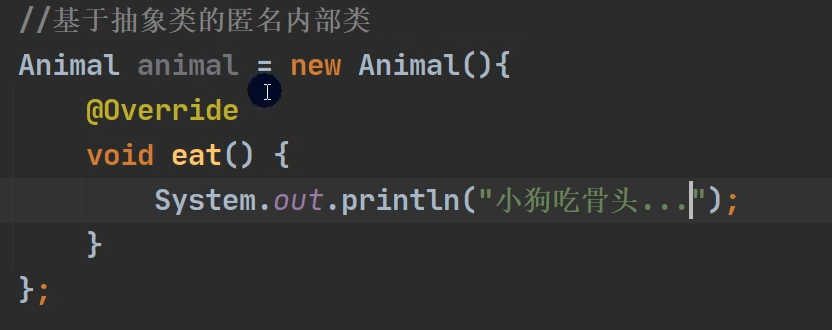 //基于抽象类的匿名内部类
Animal animal = new Animal(){
@Override
void eat() {
System.out.println("小狗吃骨头...");
}
};